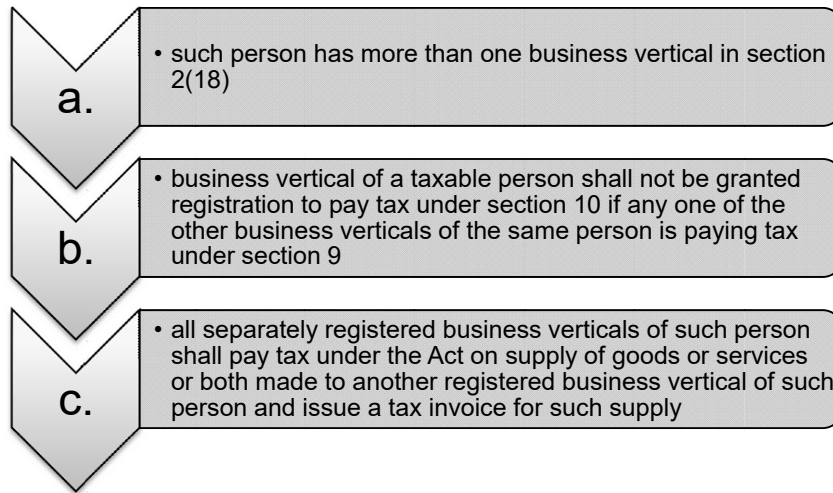 a.
• such person has more than one business vertical in section
2(18)
b.
• business vertical of a taxable person shall not be granted
registration to pay tax under section 10 if any one of the
other business verticals of the same person is paying tax
under section 9
c.
• all separately registered business verticals of such person
shall pay tax under the Act on supply of goods or services
or both made to another registered business vertical of such
person and issue a tax invoice for such supply